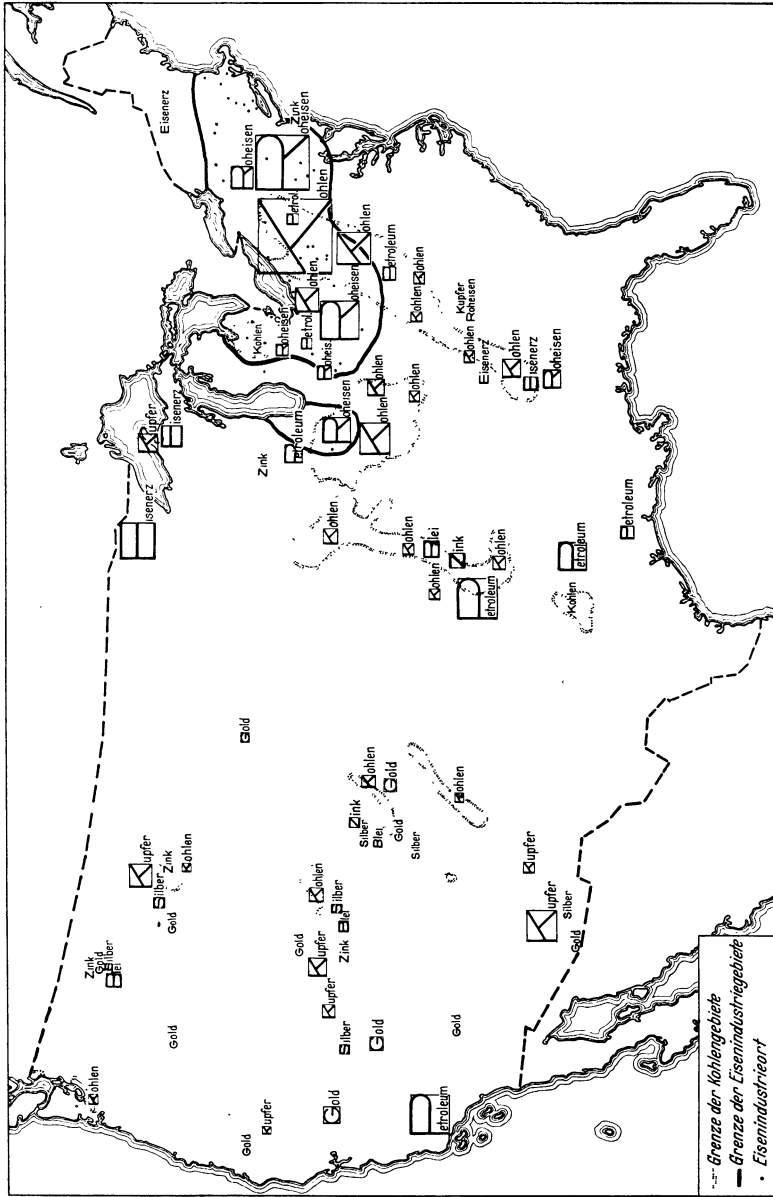 Kohlen
Zink
Gold
Silber
Blei
Gold
Gold
Silber
Kupfer
Zink
Kohlen
Gold
Kupfer
Gold
Gold
Kupfer
Silber
Gold
Gold
Kupfer
Gold
Zink
Blei
Silber
Kohlen
Petroleum
Gold
Zink
Silber
Blei
Gold
Silber
Kohlen
Gold
Kohlen
Kupfer
Kupfer
Silber
Gold
Eisenerz
Kupfer
Eisenerz
Zink
Petroleum
Roheisen
Kohlen
Kohlen
Kohlen
Kohlen
Kohlen
Blei
Zink
Kohlen
Kohlen
Petroleum
Kohlen
Petroleum
Petroleum
Kohlen
Roheisen
Petrol
Roheis
Roheisen
Kohlen
Eisenerz
Roheisen
Roheisen
Zink
Petrol
Kohlen
Kohlen
Petroleum
Kohlen
Kohlen
Kupfer
Roheisen
Kohlen
Eisenerz
Kohlen
Eisenerz
Roheisen
Grenze der Kohlengebiete
Grenze der Eisenindustriegebiete
Eisenindustrieort